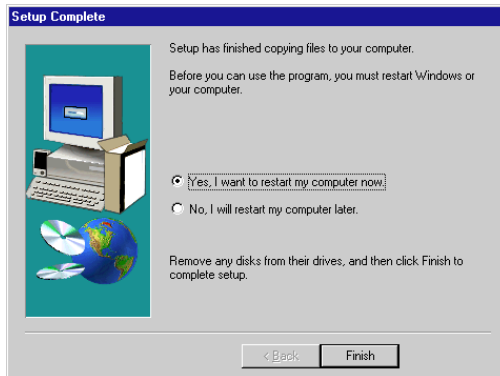 Setup Complete
Setup has finished copying files to your computer.
Before you can use the program, you must restart Windows or
your computer.
Yes, I want to restart my computer now.
No, I will restart my computer later.
Remove any disks from their drives, and then click Finish to
complete setup.
< Back
Finish